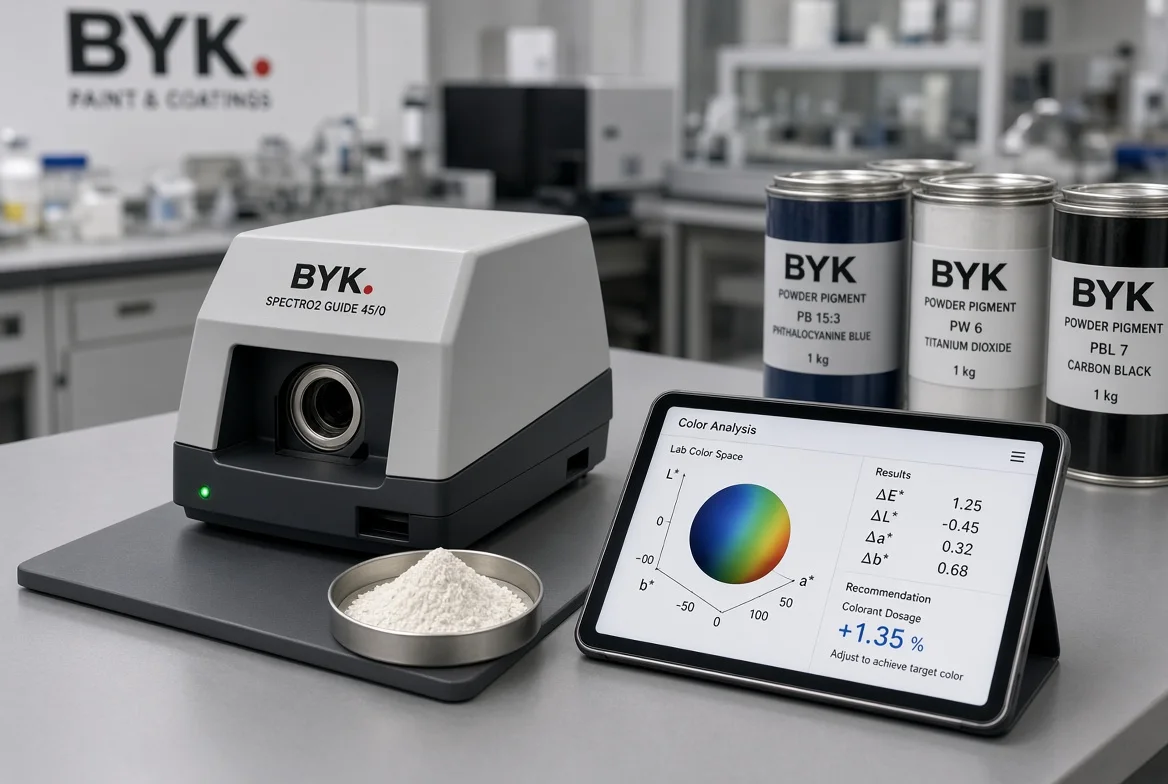 BYK.
PAINT & COATINGS
BYK.
SPECTRO2 GUIDE 45/0
BYK
POWDER PIGMENT
PB 15:3
PHTHALOCYANINE BLUE
1 kg
BYK
POWDER PIGMENT
PW 6
TITANIUM DIOXIDE
1 kg
BYK
POWDER PIGMENT
PBL 7
CARBON BLACK
1 kg
Color Analysis
Lab Color Space
L*
0
-00
b*
-50
0
100
50
a*
Results
ΔE* 1.25
ΔL* -0.45
Δa* 0.32
Δb* 0.68
Recommendation
Colorant Dosage
+1.35 %
Adjust to achieve target color